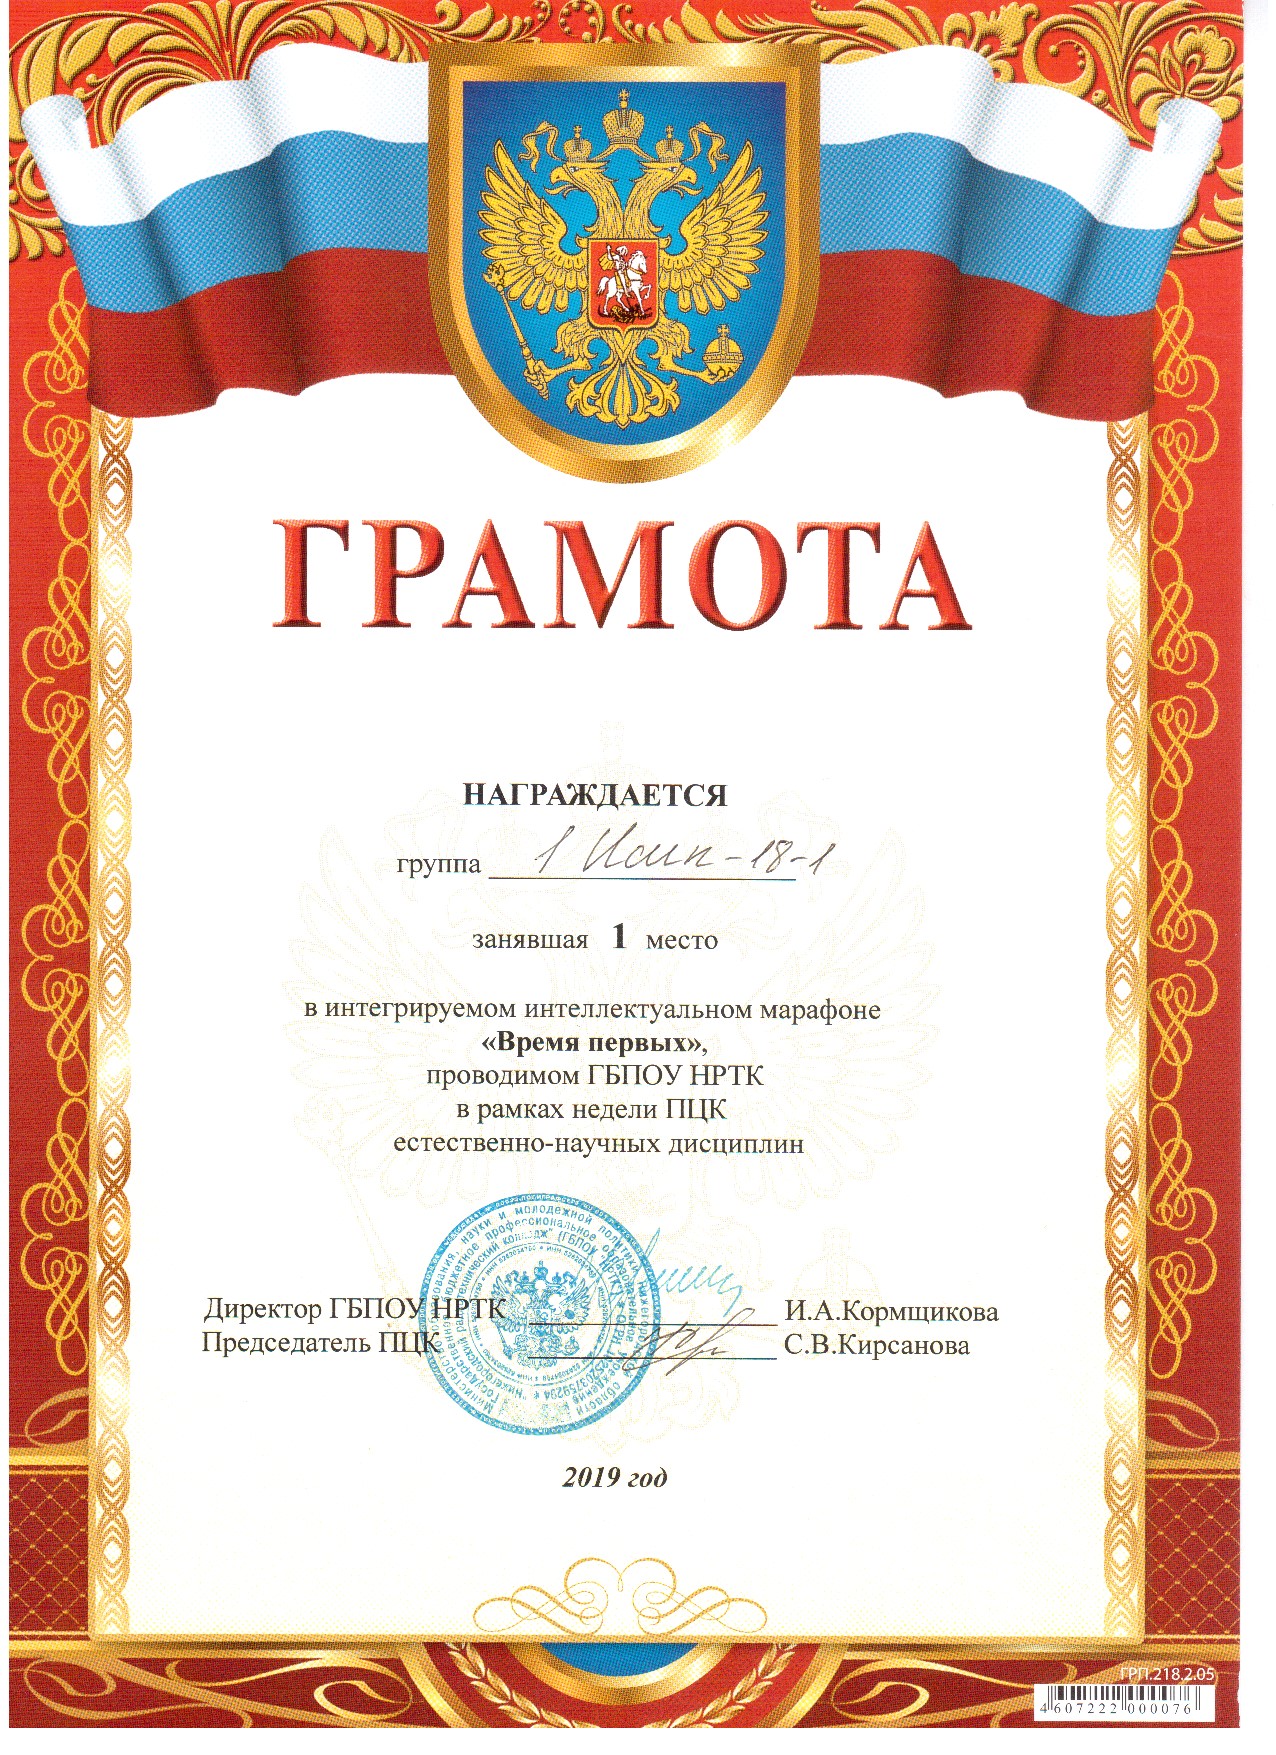 ГРАМОТА
НАГРАЖДАЕТСЯ
группа 1 Исип-18-1
занявшая 1 место
в интегрируемом интеллектуальном марафоне
«Время первых»,
проводимом ГБПОУ НРТК
в рамках недели ПЦК
естественно-научных дисциплин
Директор ГБПОУ НРТК И.А.Кормщикова
Председатель ПЦК С.В.Кирсанова
2019 год
ГРП.218.2.05
4607222000076